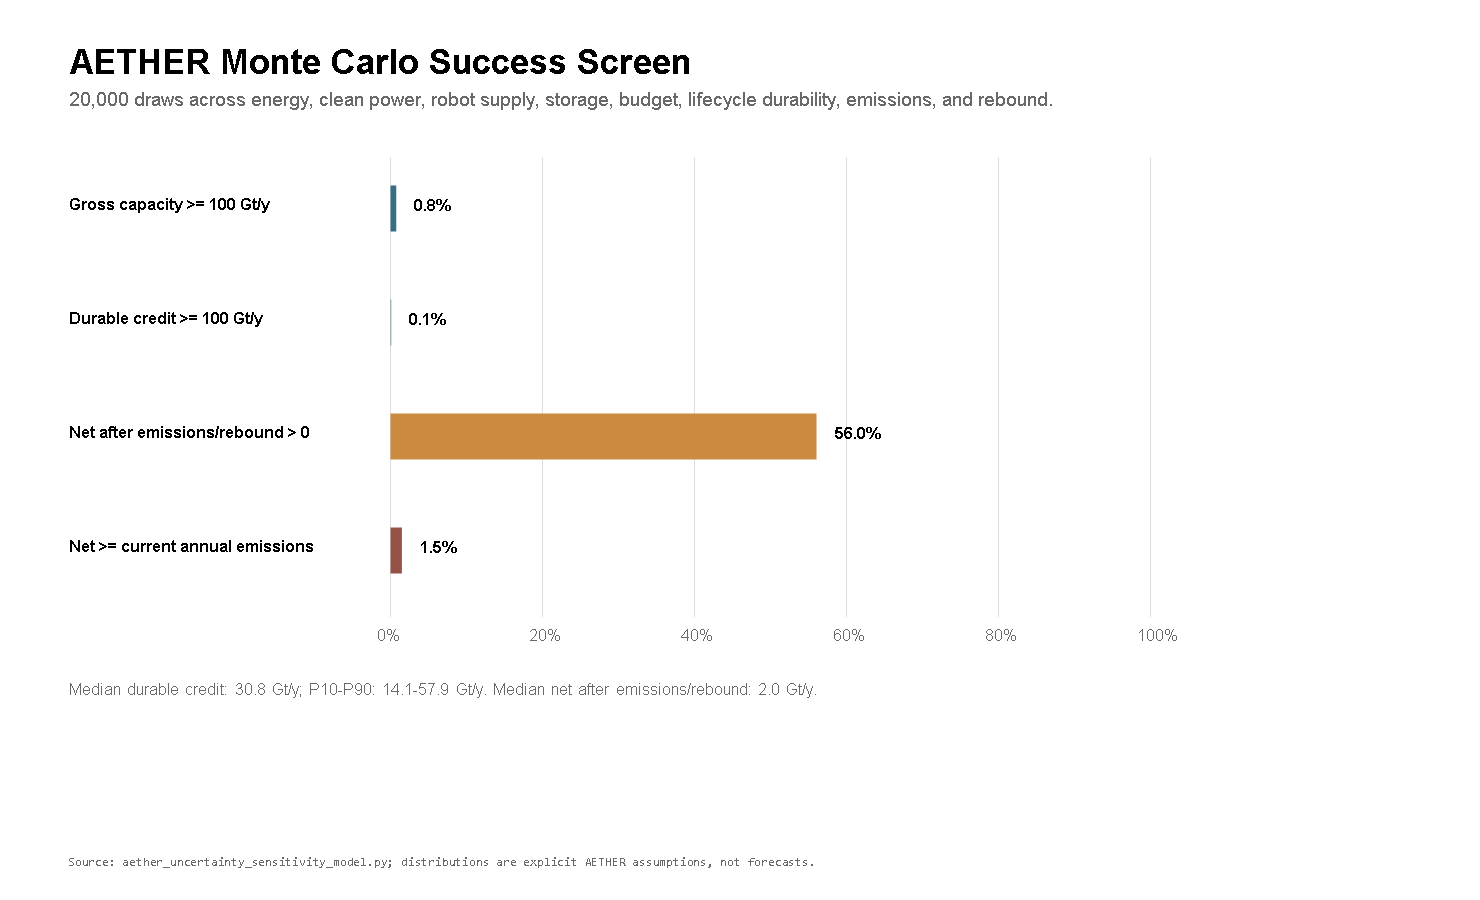 AETHER Monte Carlo Success Screen
20,000 draws across energy, clean power, robot supply, storage, budget, lifecycle durability, emissions, and rebound.
Gross capacity >= 100 Gt/y
0.8%
Durable credit >= 100 Gt/y
0.1%
Net after emissions/rebound > 0
56.0%
Net >= current annual emissions
1.5%
0% 20% 40% 60% 80% 100%
Median durable credit: 30.8 Gt/y; P10-P90: 14.1-57.9 Gt/y. Median net after emissions/rebound: 2.0 Gt/y.
Source: aether_uncertainty_sensitivity_model.py; distributions are explicit AETHER assumptions, not forecasts.